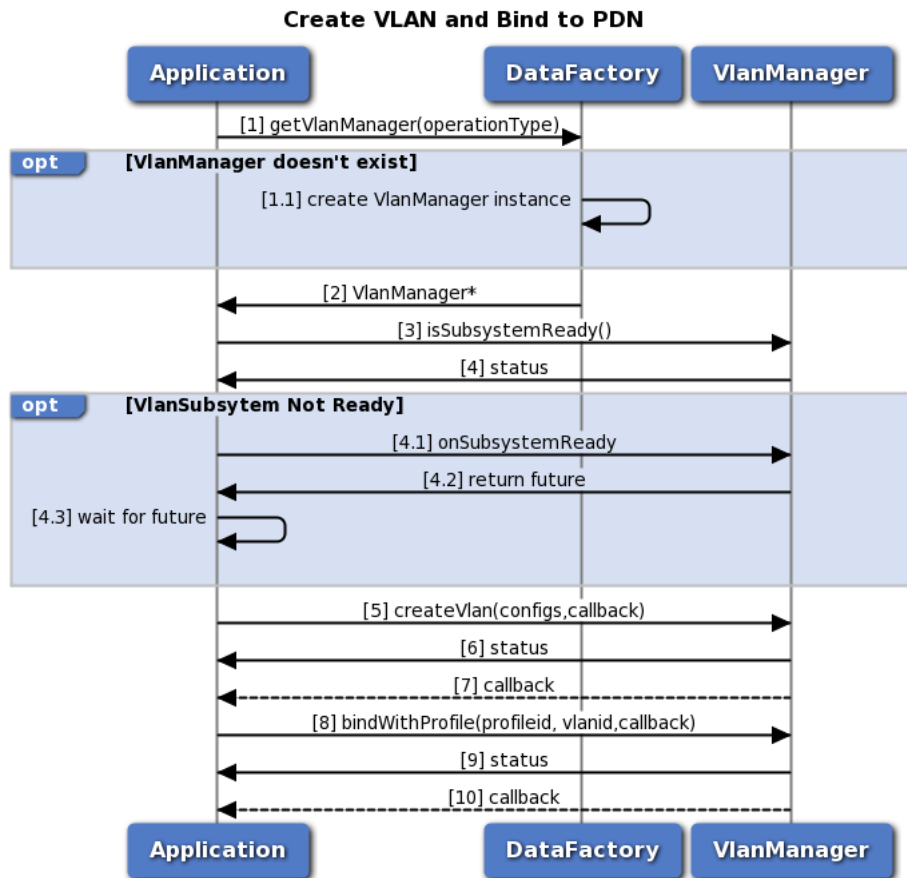 Create VLAN and Bind to PDN
Application DataFactory VlanManager
[1] getVlanManager(operationType)
opt [VlanManager doesn't exist]
[1.1] create VlanManager instance
[2] VlanManager*
[3] isSubsystemReady()
[4] status
opt [VlanSubsytem Not Ready]
[4.1] onSubsystemReady
[4.2] return future
[4.3] wait for future
[5] createVlan(configs,callback)
[6] status
[7] callback
[8] bindWithProfile(profileid, vlanid,callback)
[9] status
[10] callback
Application DataFactory VlanManager